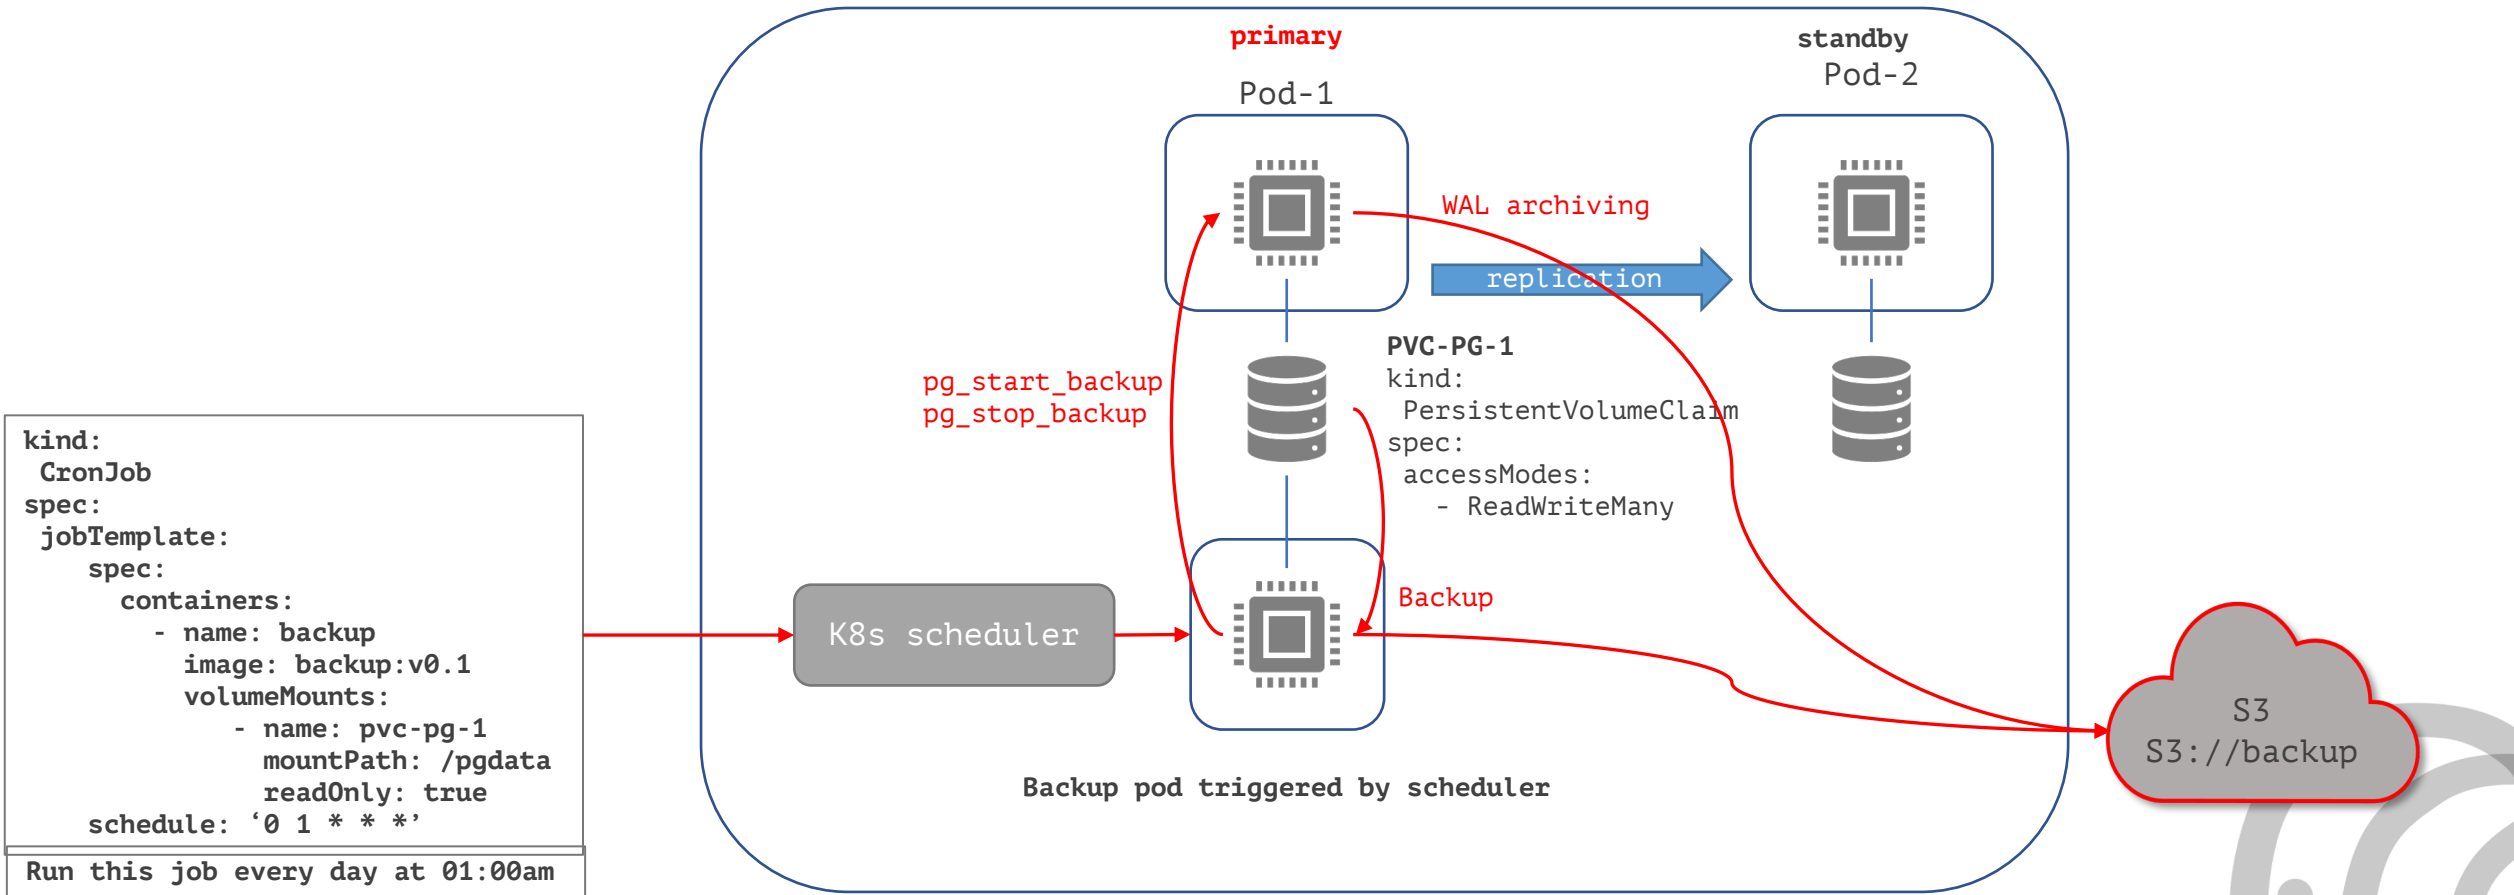 primary
standby
Pod-1
Pod-2
WAL archiving
replication
PVC-PG-1
kind:
PersistentVolumeClaim
spec:
accessModes:
- ReadWriteMany
pg_start_backup
pg_stop_backup
kind:
CronJob
spec:
jobTemplate:
spec:
containers:
- name: backup
image: backup:v0.1
volumeMounts:
- name: pvc-pg-1
mountPath: /pgdata
readOnly: true
schedule: ‘0 1 * * *’
Run this job every day at 01:00am
K8s scheduler
Backup
Backup pod triggered by scheduler
S3
S3://backup